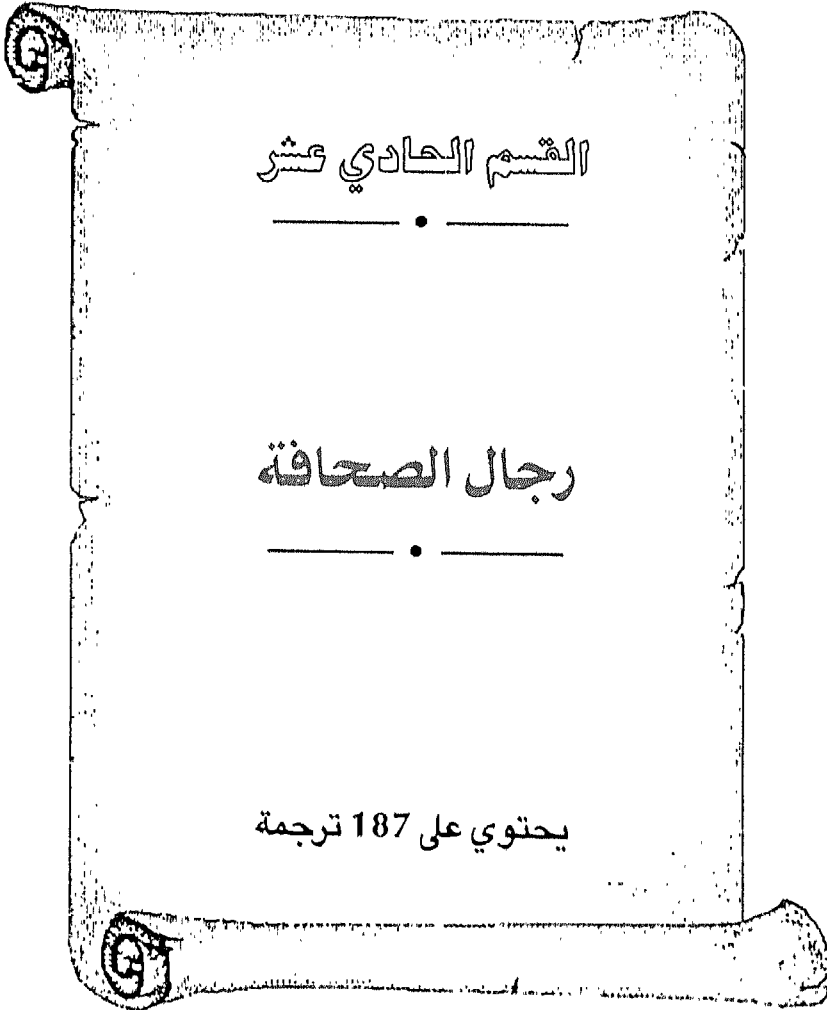 القسم الحادي عشر
رجال الصحافة
يحتوي على 187 ترجمة